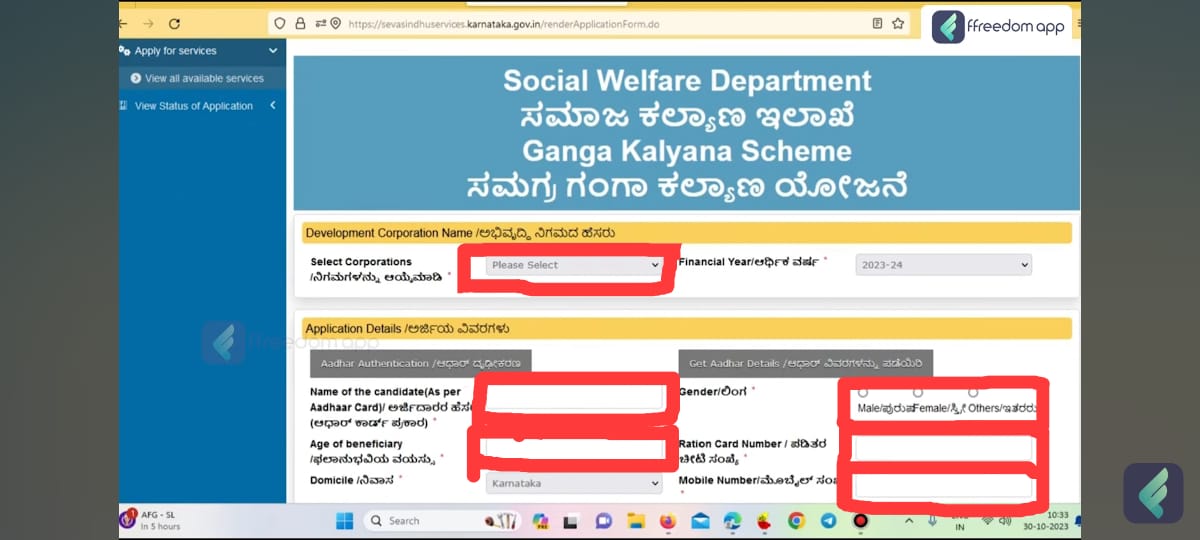 https://sevasindhuservices.karnataka.gov.in/renderApplicationForm.do
ffreedom app
Apply for services
View all available services
View Status of Application
Social Welfare Department
ಸಮಾಜ ಕಲ್ಯಾಣ ಇಲಾಖೆ
Ganga Kalyana Scheme
ಸಮಗ್ರ ಗಂಗಾ ಕಲ್ಯಾಣ ಯೋಜನೆ
Development Corporation Name /ಅಭಿವೃದ್ಧಿ ನಿಗಮದ ಹೆಸರು
Select Corporations
/ನಿಗಮಗಳನ್ನು ಆಯ್ಕೆಮಾಡಿ *
Please Select
Financial Year/ಆರ್ಥಿಕ ವರ್ಷ *
2023-24
Application Details /ಅರ್ಜಿಯ ವಿವರಗಳು
ffreedom app
Aadhar Authentication /ಆಧಾರ್ ದೃಢೀಕರಣ
Get Aadhar Details /ಆಧಾರ್ ವಿವರಗಳನ್ನು ಪಡೆಯಿರಿ
Name of the candidate(As per
Aadhaar Card)/ ಅರ್ಜಿದಾರರ
(ಆಧಾರ್ ಕಾರ್ಡ್ ಪ್ರಕಾರ) *
Gender/ಲಿಂಗ *
Male/ಪುರುಷ Female/ಸ್ತ್ರೀ Others/ಇತರರು
Age of beneficiary
/ಫಲಾನುಭವಿಯ ವಯಸ್ಸು *
Ration Card Number / ಪಡಿತರ
ಚೀಟಿ ಸಂಖ್ಯೆ *
Domicile /ನಿವಾಸ *
Karnataka
Mobile Number/ಮೊಬೈಲ್
*
AFG - SL
In 5 hours
Search
IN
10:33
30-10-2023